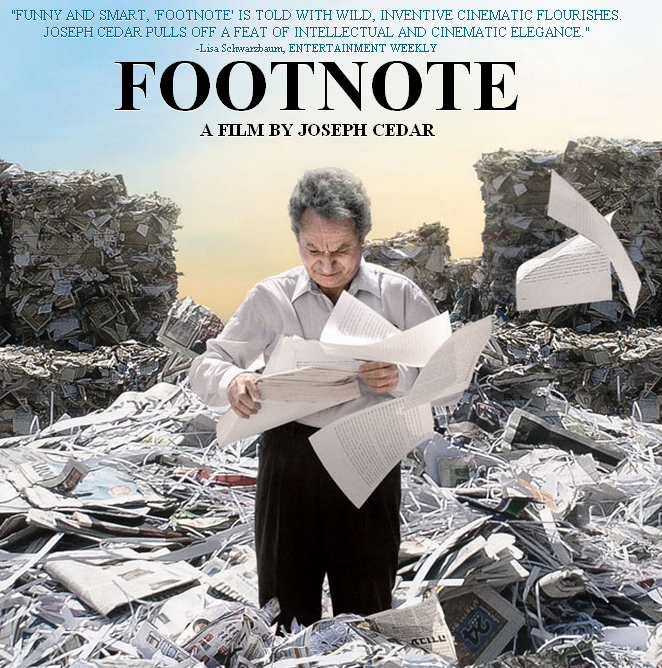 "FUNNY AND SMART, 'FOOTNOTE' IS TOLD WITH WILD, INVENTIVE CINEMATIC FLOURISHES.
JOSEPH CEDAR PULLS OFF A FEAT OF INTELLECTUAL AND CINEMATIC ELEGANCE."
-Lisa Schwarzbaum, ENTERTAINMENT WEEKLY
FOOTNOTE
A FILM BY JOSEPH CEDAR
24